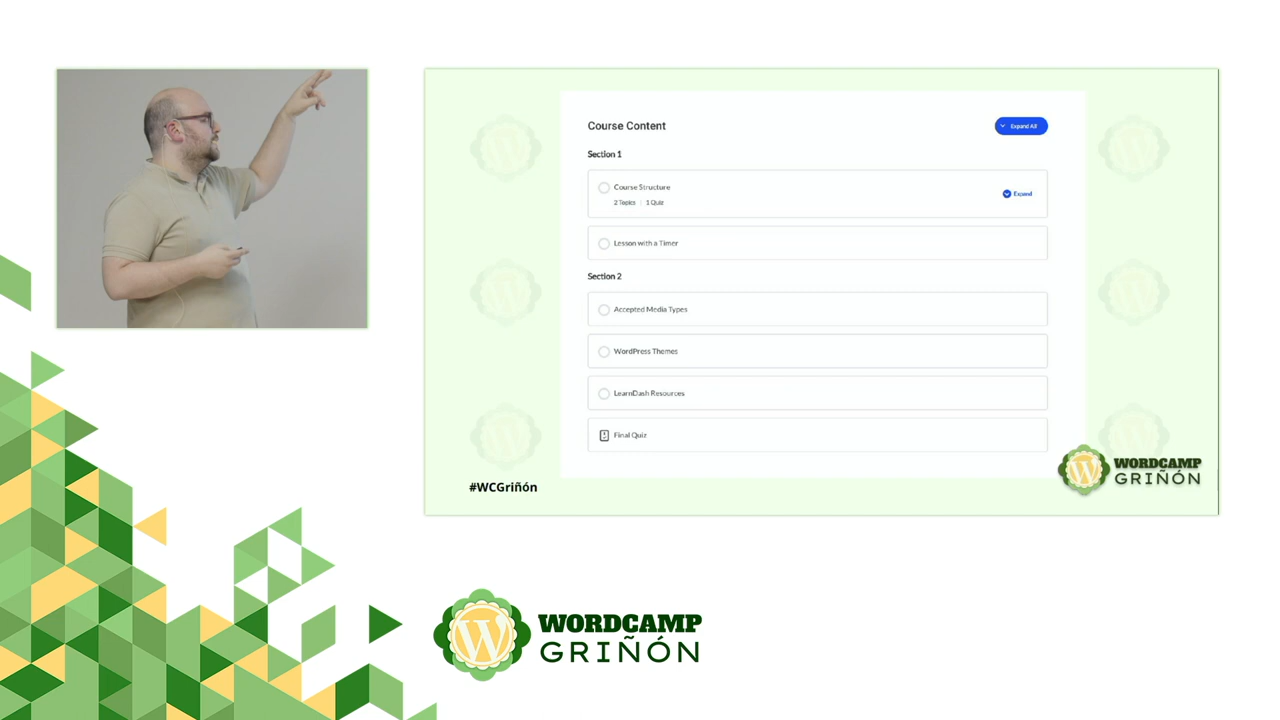 Course Content
Expand All
Section 1
Course Structure
2 Topics | 1 Quiz
Expand
Lesson with a Timer
Section 2
Accepted Media Types
WordPress Themes
LearnDash Resources
Final Quiz
#WCGriñón
WORDCAMP
GRIÑÓN
WORDCAMP
GRIÑÓN